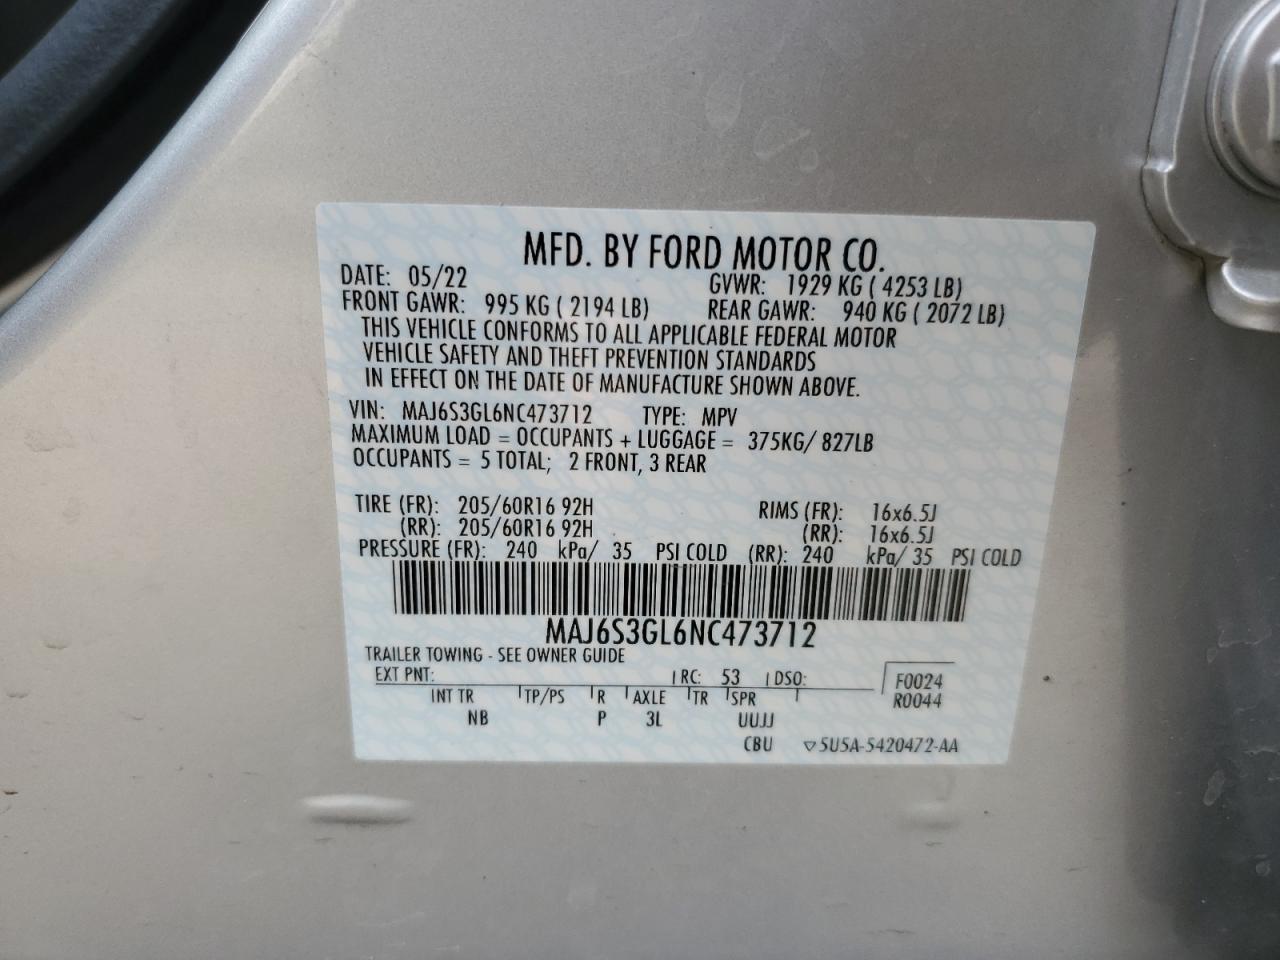 MFD. BY FORD MOTOR CO.
DATE: 05/22 GVWR: 1929 KG ( 4253 LB)
FRONT GAWR: 995 KG ( 2194 LB) REAR GAWR: 940 KG ( 2072 LB)
THIS VEHICLE CONFORMS TO ALL APPLICABLE FEDERAL MOTOR
VEHICLE SAFETY AND THEFT PREVENTION STANDARDS
IN EFFECT ON THE DATE OF MANUFACTURE SHOWN ABOVE.
VIN: MAJ6S3GL6NC473712 TYPE: MPV
MAXIMUM LOAD = OCCUPANTS + LUGGAGE = 375KG/ 827LB
OCCUPANTS = 5 TOTAL; 2 FRONT, 3 REAR
TIRE (FR): 205/60R16 92H RIMS (FR): 16x6.5J
(RR): 205/60R16 92H (RR): 16x6.5J
PRESSURE (FR): 240 kPa/ 35 PSI COLD (RR): 240 kPa/ 35 PSI COLD
MAJ6S3GL6NC473712
TRAILER TOWING - SEE OWNER GUIDE
EXT PNT: RC: 53 DSO: F0024
INT TR TP/PS R AXLE TR SPR R0044
NB P 3L UUJJ
CBU ▽5U5A-5420472-AA